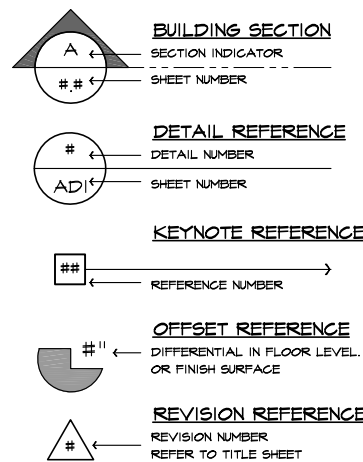 BUILDING SECTION
A
SECTION INDICATOR
#.#
SHEET NUMBER
DETAIL REFERENCE
#
DETAIL NUMBER
AD1
SHEET NUMBER
KEYNOTE REFERENCE
##
REFERENCE NUMBER
OFFSET REFERENCE
#"
DIFFERENTIAL IN FLOOR LEVEL.
OR FINISH SURFACE
REVISION REFERENCE
REVISION NUMBER
#
REFER TO TITLE SHEET